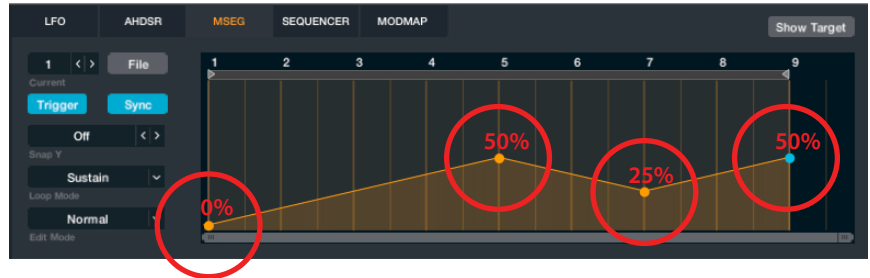 LFO AHDSR MSEG SEQUENCER MODMAP
Show Target
1 < > File
Current
Trigger Sync
Off < >
Snap Y
Sustain
Loop Mode
Normal
Edit Mode
1 2 3 4 5 6 7 8 9
50% 50%
25%
0%